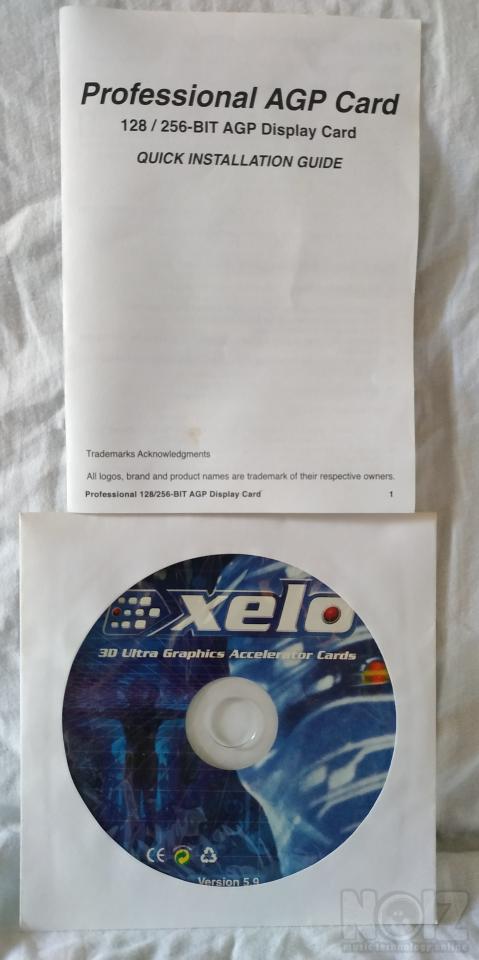 Professional AGP Card
128 / 256-BIT AGP Display Card
QUICK INSTALLATION GUIDE
Trademarks Acknowledgments
All logos, brand and product names are trademark of their respective owners.
Professional 128/256-BIT AGP Display Card 1
xelo
3D Ultra Graphics Accelerator Cards
CE
Version 5.9
NOIZ
music technology online